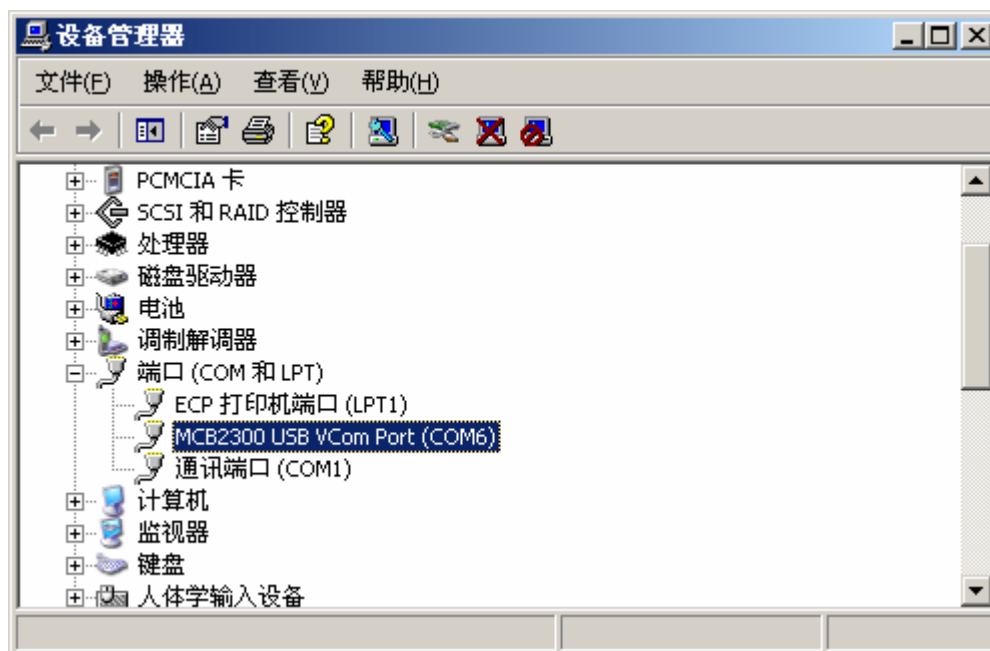 设备管理器
文件(F) 操作(A) 查看(V) 帮助(H)
PCMCIA 卡
SCSI 和 RAID 控制器
处理器
磁盘驱动器
电池
调制解调器
端口 (COM 和 LPT)
ECP 打印机端口 (LPT1)
MCB2300 USB VCom Port (COM6)
通讯端口 (COM1)
计算机
监视器
键盘
人体学输入设备